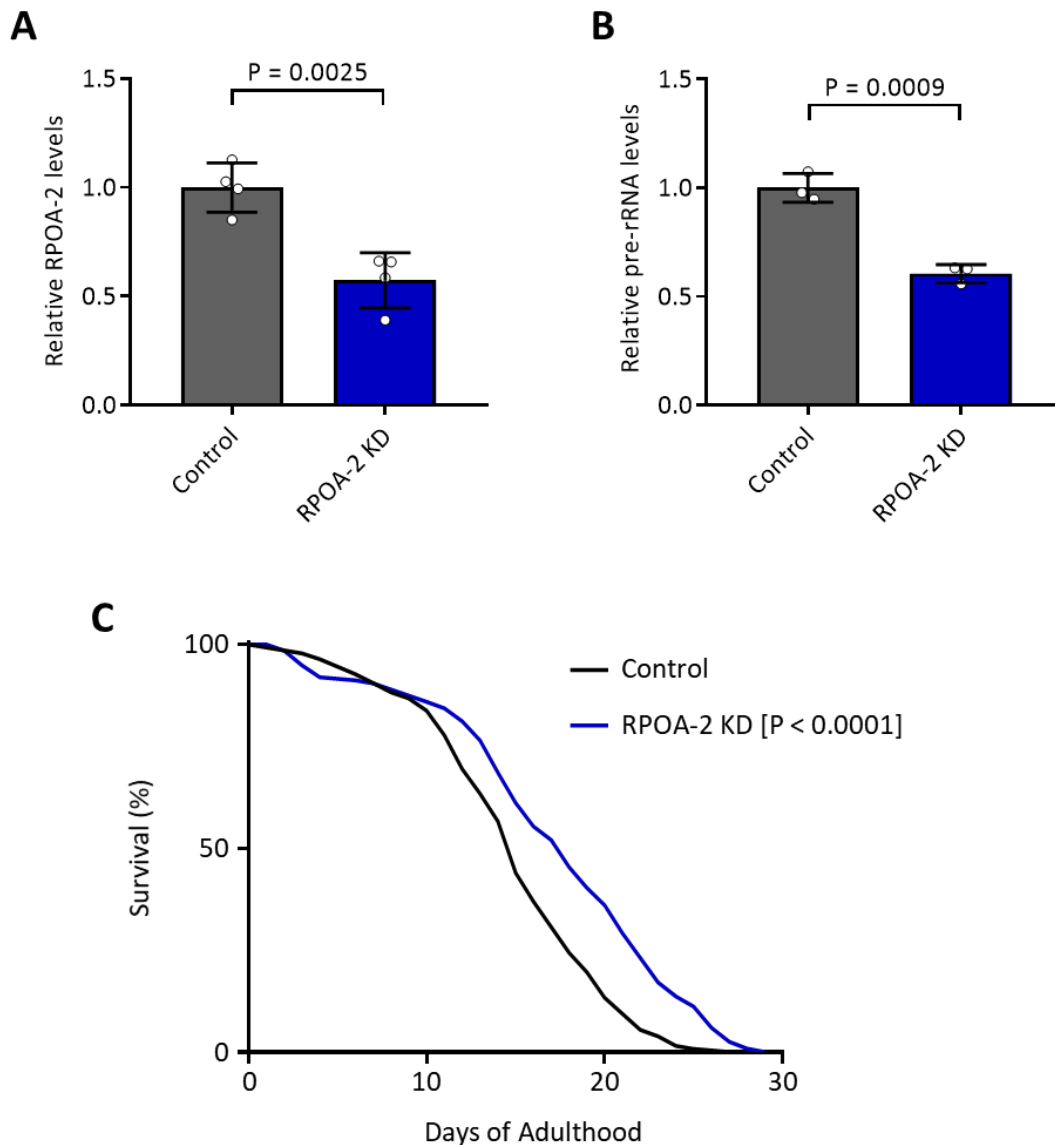 A
P = 0.0025
Relative RPOA-2 levels
1.5
1.0
0.5
0.0
Control
RPOA-2 KD
B
P = 0.0009
Relative pre-rRNA levels
1.5
1.0
0.5
0.0
Control
RPOA-2 KD
C
Survival (%)
100
50
0
Control
RPOA-2 KD [P < 0.0001]
0
10
20
30
Days of Adulthood